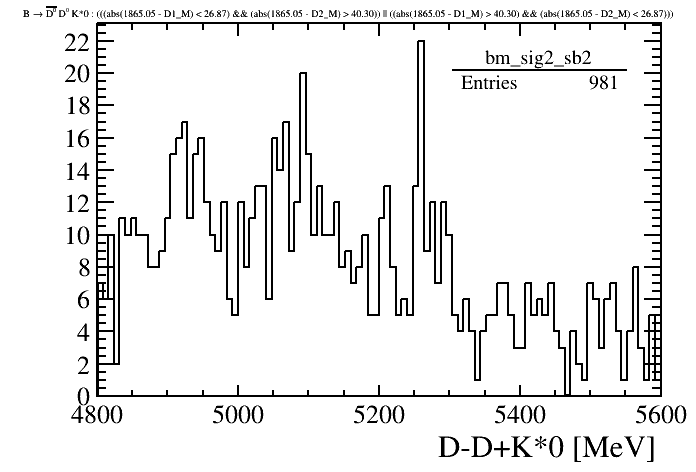 B → D̅⁰ D⁰ K*0 : (((abs(1865.05 - D1_M) < 26.87) && (abs(1865.05 - D2_M) > 40.30)) || ((abs(1865.05 - D1_M) > 40.30) && (abs(1865.05 - D2_M) < 26.87)))
bm_sig2_sb2
Entries 981
22
20
18
16
14
12
10
8
6
4
2
0
4800 5000 5200 5400 5600
D-D+K*0 [MeV]